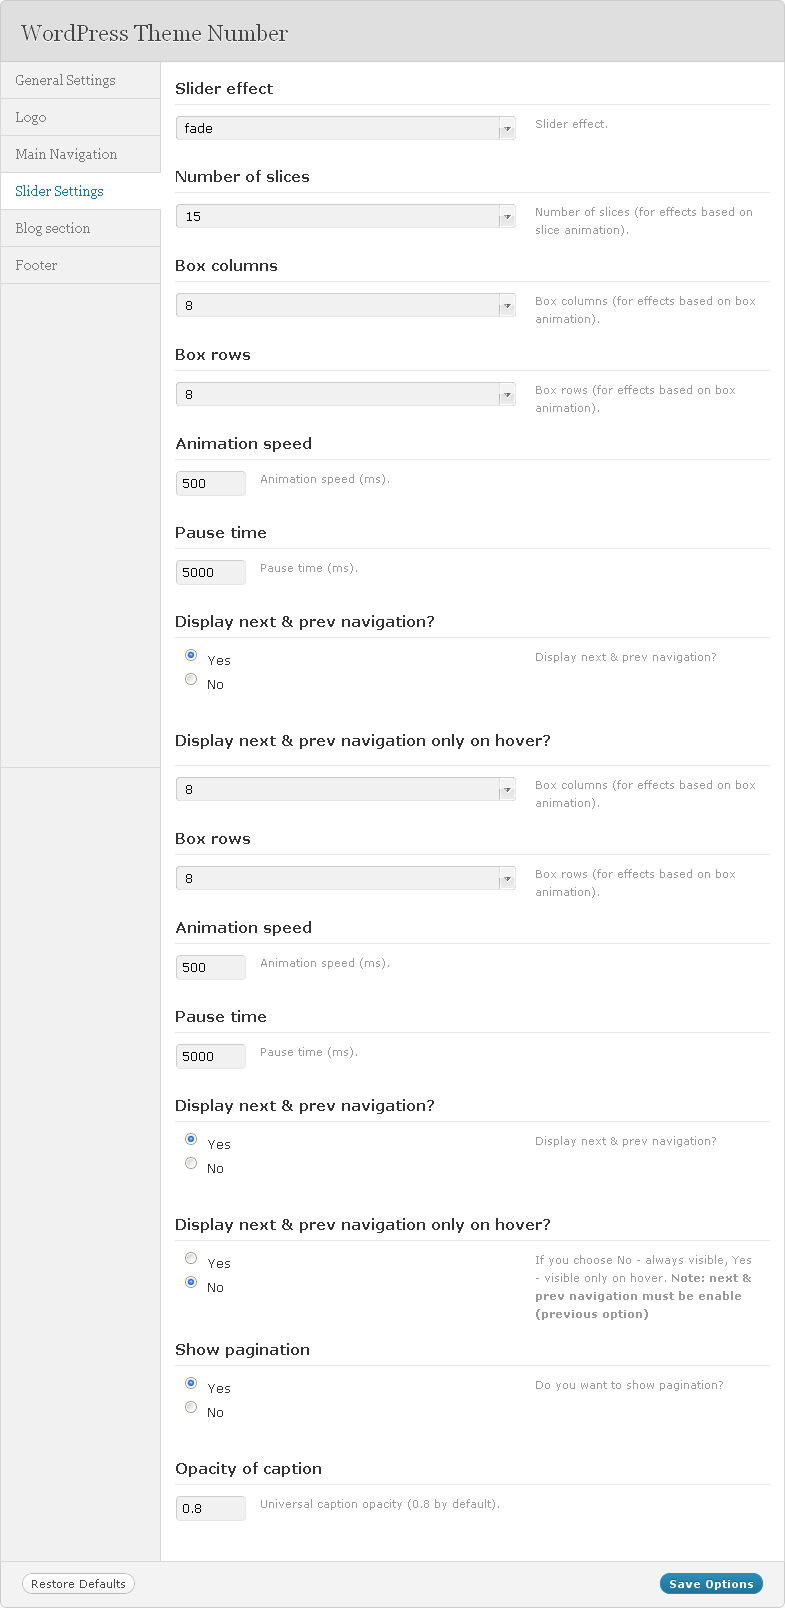 WordPress Theme Number
General Settings
Logo
Main Navigation
Slider Settings
Blog section
Footer
Slider effect
fade
Slider effect.
Number of slices
15
Number of slices (for effects based on
slice animation).
Box columns
8
Box columns (for effects based on box
animation).
Box rows
8
Box rows (for effects based on box
animation).
Animation speed
500
Animation speed (ms).
Pause time
5000
Pause time (ms).
Display next & prev navigation?
Yes
No
Display next & prev navigation?
Display next & prev navigation only on hover?
8
Box columns (for effects based on box
animation).
Box rows
8
Box rows (for effects based on box
animation).
Animation speed
500
Animation speed (ms).
Pause time
5000
Pause time (ms).
Display next & prev navigation?
Yes
No
Display next & prev navigation?
Display next & prev navigation only on hover?
Yes
No
If you choose No - always visible, Yes
- visible only on hover. Note: next &
prev navigation must be enable
(previous option)
Show pagination
Yes
No
Do you want to show pagination?
Opacity of caption
0.8
Universal caption opacity (0.8 by default).
Restore Defaults
Save Options